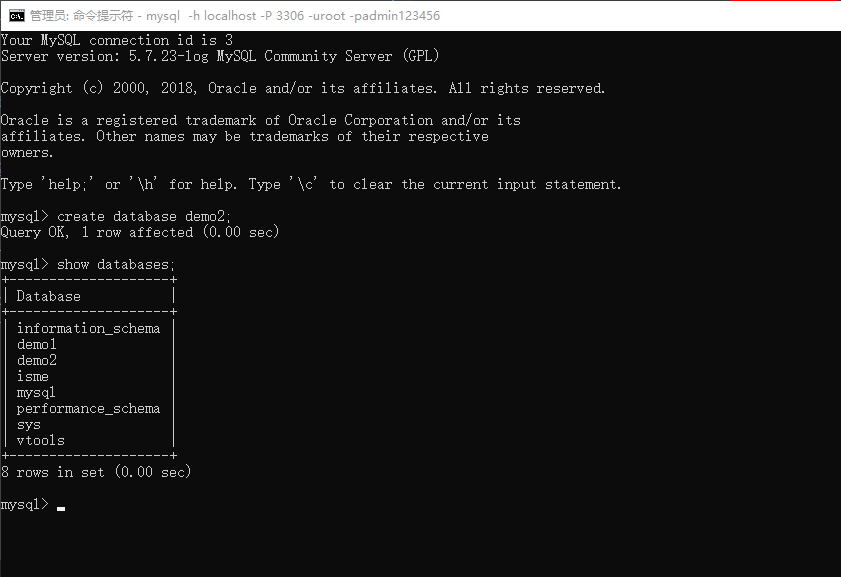 管理员: 命令提示符 - mysql  -h localhost -P 3306 -uroot -padmin123456
Your MySQL connection id is 3
Server version: 5.7.23-log MySQL Community Server (GPL)
Copyright (c) 2000, 2018, Oracle and/or its affiliates. All rights reserved.
Oracle is a registered trademark of Oracle Corporation and/or its
affiliates. Other names may be trademarks of their respective
owners.
Type 'help;' or '\h' for help. Type '\c' to clear the current input statement.
mysql> create database demo2;
Query OK, 1 row affected (0.00 sec)
mysql> show databases;
+--------------------+
| Database           |
+--------------------+
| information_schema |
| demo1              |
| demo2              |
| isme               |
| mysql              |
| performance_schema |
| sys                |
| vtools             |
+--------------------+
8 rows in set (0.00 sec)
mysql>